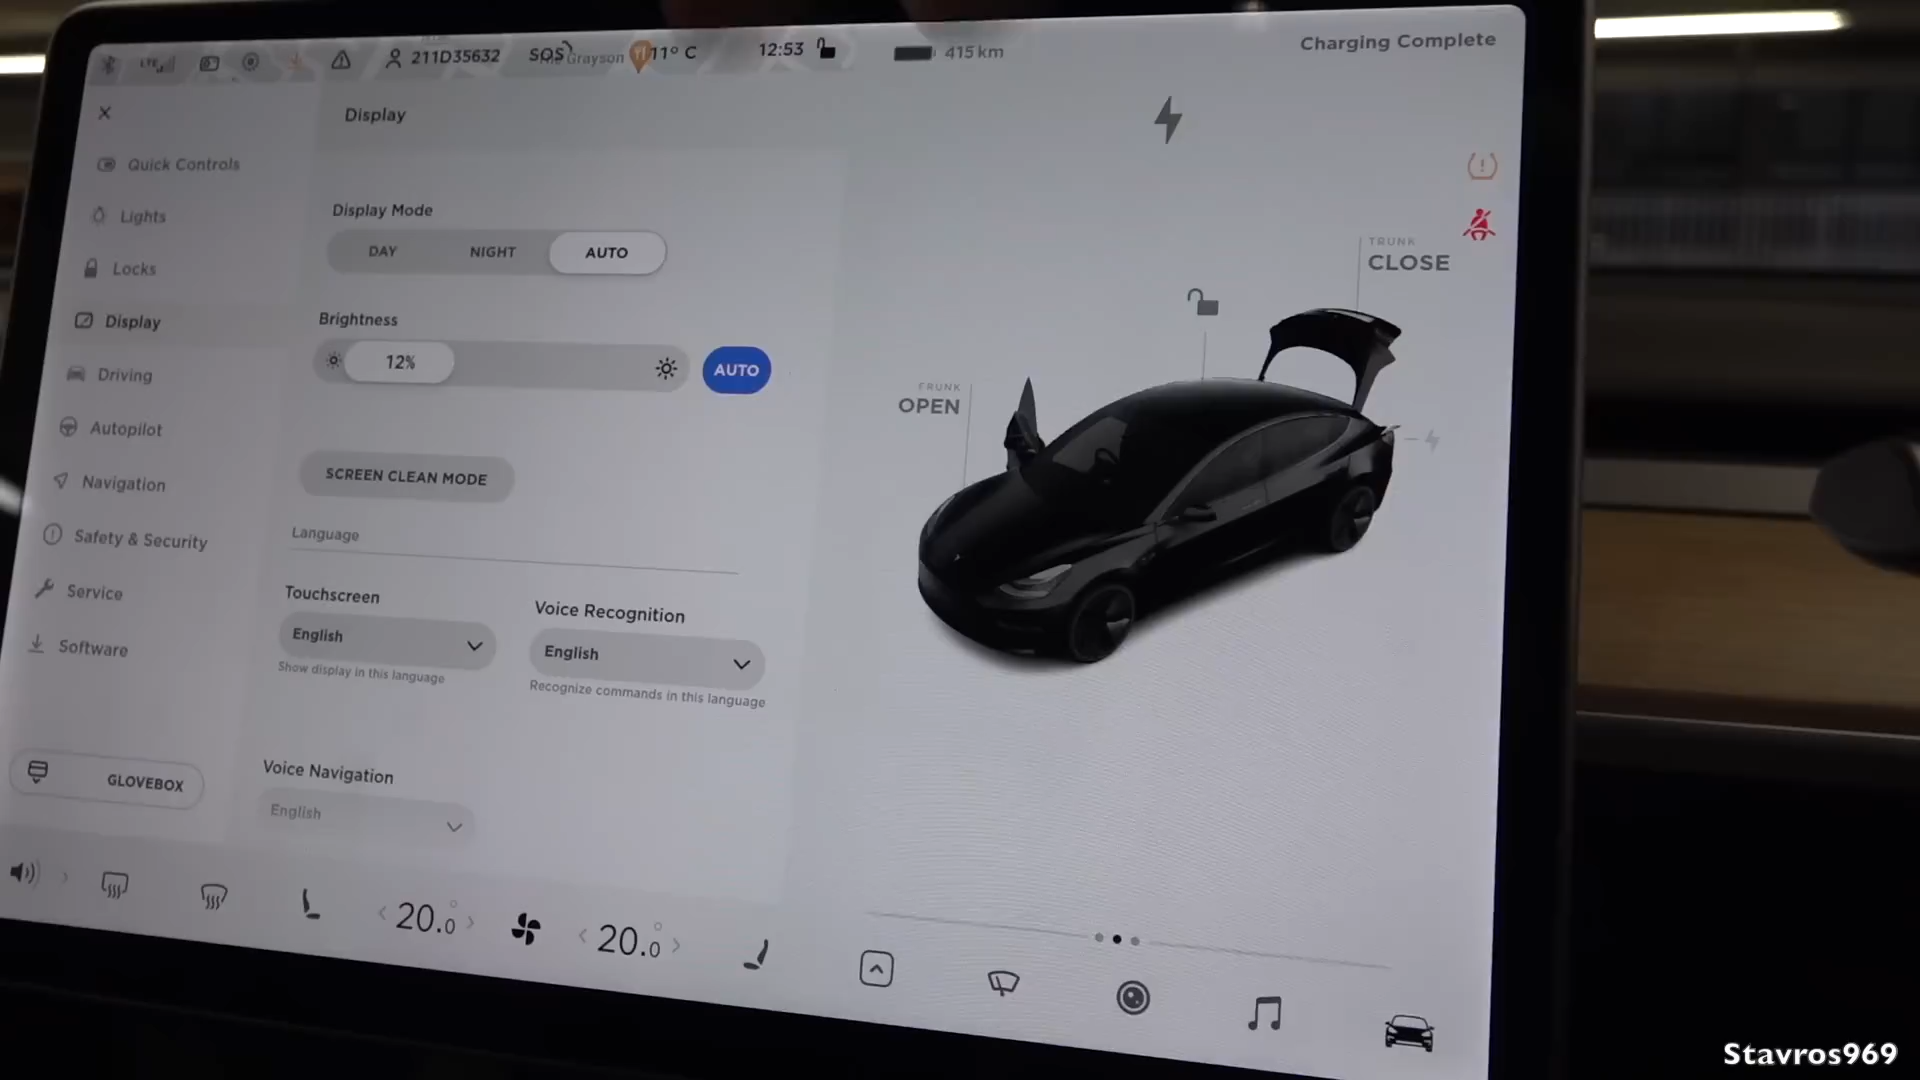 LTE
211D35632
SOS
Grayson
11° C
12:53
415 km
Charging Complete
Display
Quick Controls
Lights
Locks
Display
Driving
Autopilot
Navigation
Safety & Security
Service
Software
GLOVEBOX
Display Mode
DAY NIGHT AUTO
Brightness
12%
AUTO
SCREEN CLEAN MODE
Language
Touchscreen
English
Show display in this language
Voice Recognition
English
Recognize commands in this language
Voice Navigation
English
FRUNK
OPEN
TRUNK
CLOSE
20.0°
20.0°
Stavros969